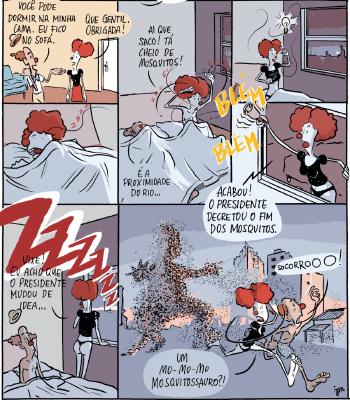 VOCÊ PODE
DORMIR NA MINHA
CAMA. EU FICO
NO SOFÁ.
QUE GENTIL.
OBRIGADA!
AI QUE
SACO! TÁ
CHEIO DE
MOSQUITOS!
É A
PROXIMIDADE
DO RIO...
BLEM
BLEM
ACABOU!
O PRESIDENTE
DECRETOU O FIM
DOS MOSQUITOS.
ZZZZZ
VIXE!
EU ACHO QUE
O PRESIDENTE
MUDOU DE
IDEA...
SOCORROOO!
UM
MO-MO-MO
MOSQUITOSSAURO?!